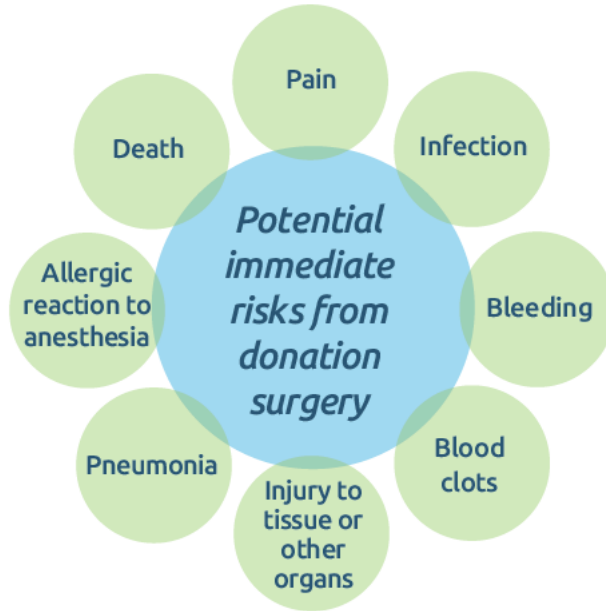 Potential
immediate
risks from
donation
surgery
Pain
Infection
Bleeding
Blood
clots
Injury to
tissue or
other
organs
Pneumonia
Allergic
reaction to
anesthesia
Death